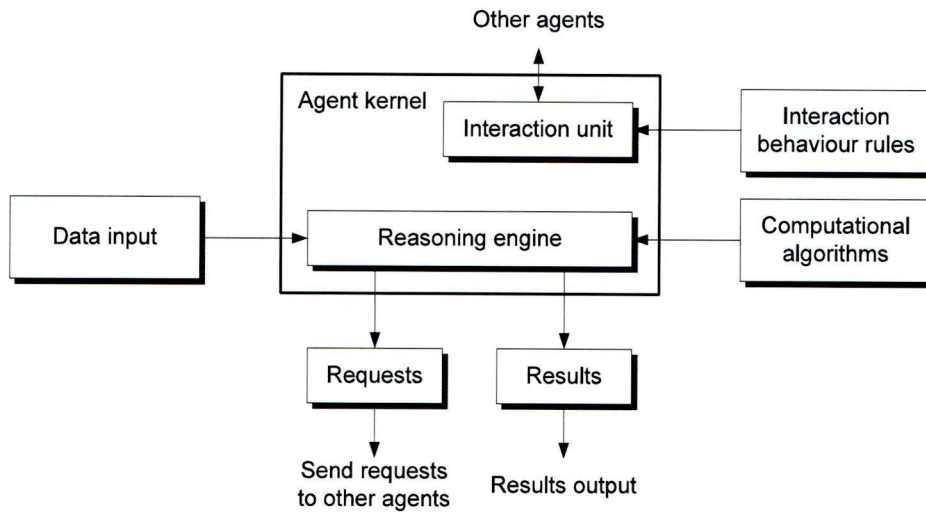 Other agents
Agent kernel
Interaction unit
Interaction
behaviour rules
Data input
Reasoning engine
Computational
algorithms
Requests
Results
Send requests
to other agents
Results output